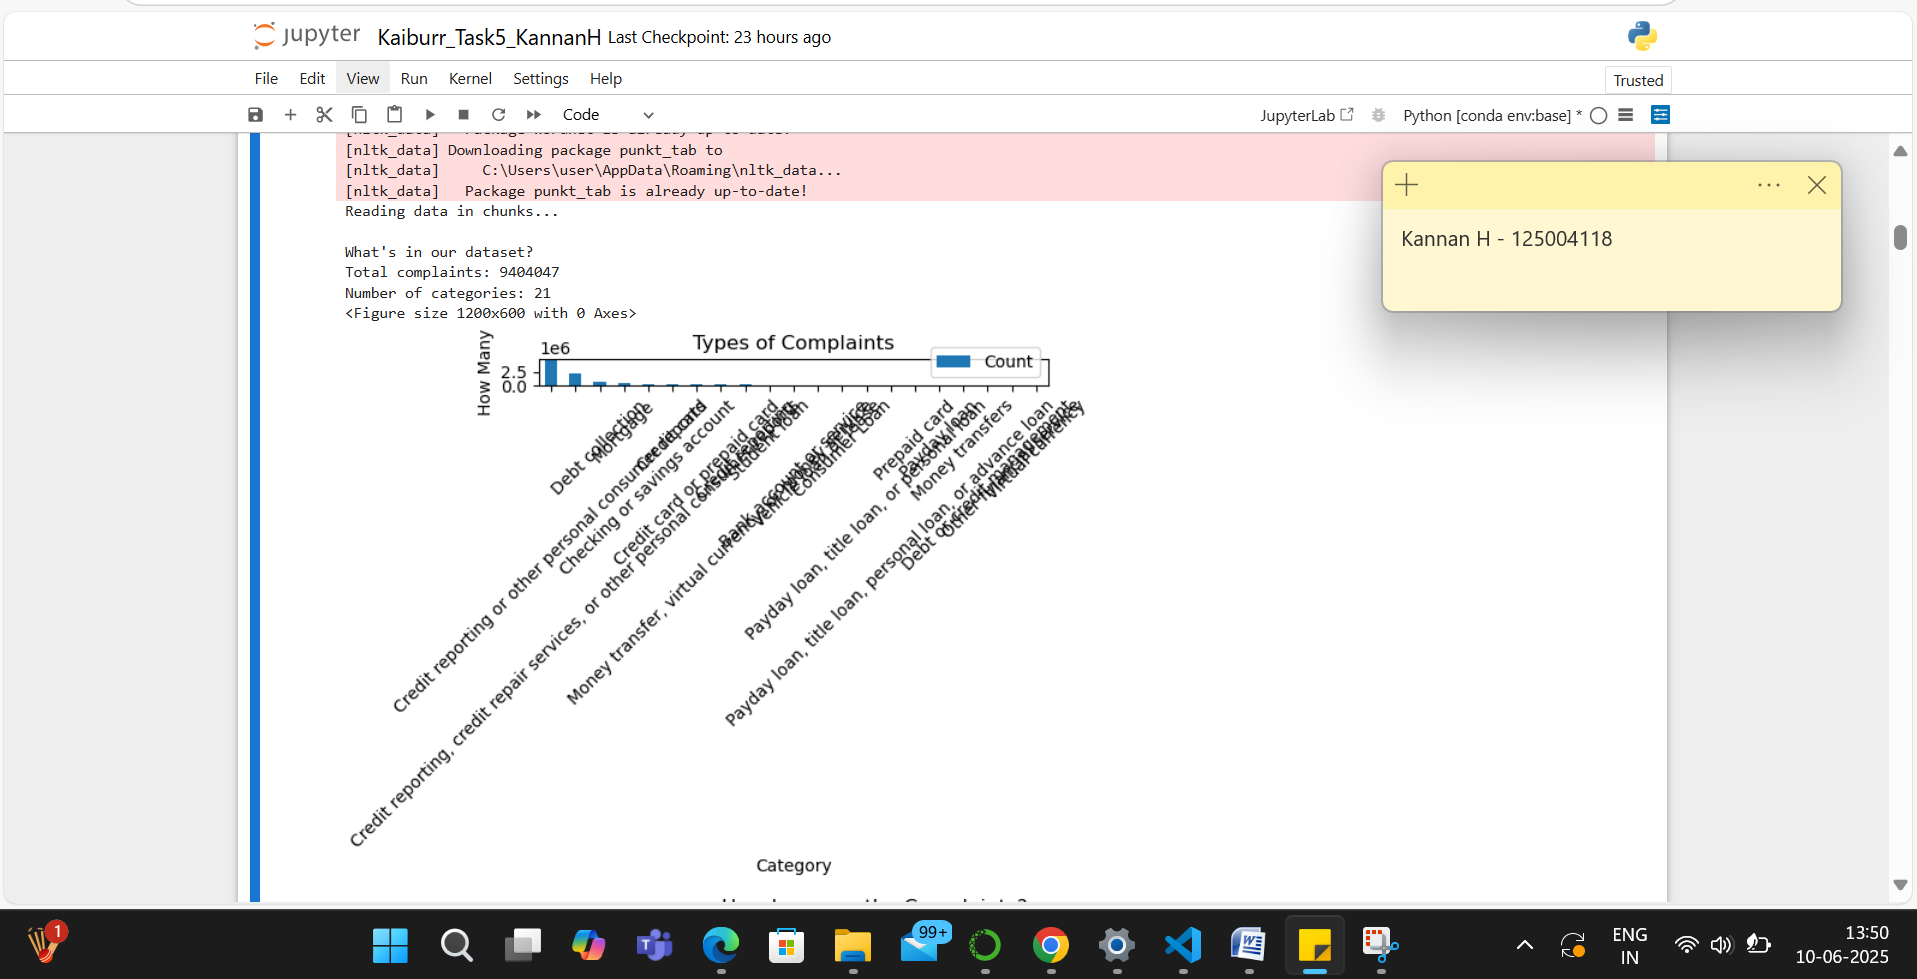 jupyter Kaiburr_Task5_KannanH Last Checkpoint: 23 hours ago
File Edit View Run Kernel Settings Help
Trusted
Code
JupyterLab
Python [conda env:base] *
[nltk_data] Downloading package punkt_tab to
[nltk_data] C:\Users\user\AppData\Roaming\nltk_data...
[nltk_data] Package punkt_tab is already up-to-date!
Reading data in chunks...
What's in our dataset?
Total complaints: 9404047
Number of categories: 21
<Figure size 1200x600 with 0 Axes>
Kannan H - 125004118
Types of Complaints
1e6
How Many
2.5
0.0
Count
Credit reporting or other personal consumer reports
Credit reporting, credit repair services, or other personal consumer reports
Debt collection
Mortgage
Checking or savings account
Credit card
Credit card or prepaid card
Money transfer, virtual currency, or money service
Credit reporting
Student loan
Bank account or service
Vehicle loan or lease
Consumer Loan
Payday loan, title loan, or personal loan
Payday loan, title loan, personal loan, or advance loan
Prepaid card
Payday loan
Money transfers
Debt or credit management
Other financial service
Virtual currency
Category
1
99+
ENG
IN
13:50
10-06-2025